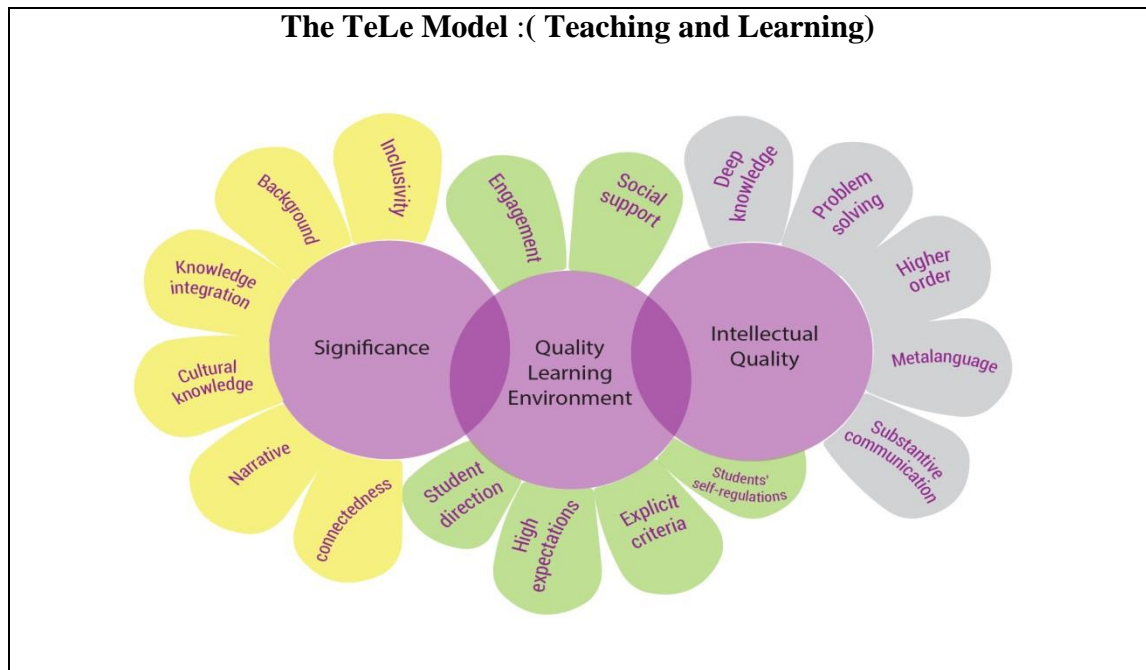 The TeLe Model :( Teaching and Learning)
Inclusivity
Background
Knowledge
integration
Cultural
knowledge
Narrative
connectedness
Significance
Engagement
Social
support
Quality
Learning
Environment
Student
direction
High
expectations
Explicit
criteria
Students'
self-regulations
Deep
knowledge
Problem
solving
Higher
order
Metalanguage
Substantive
communication
Intellectual
Quality